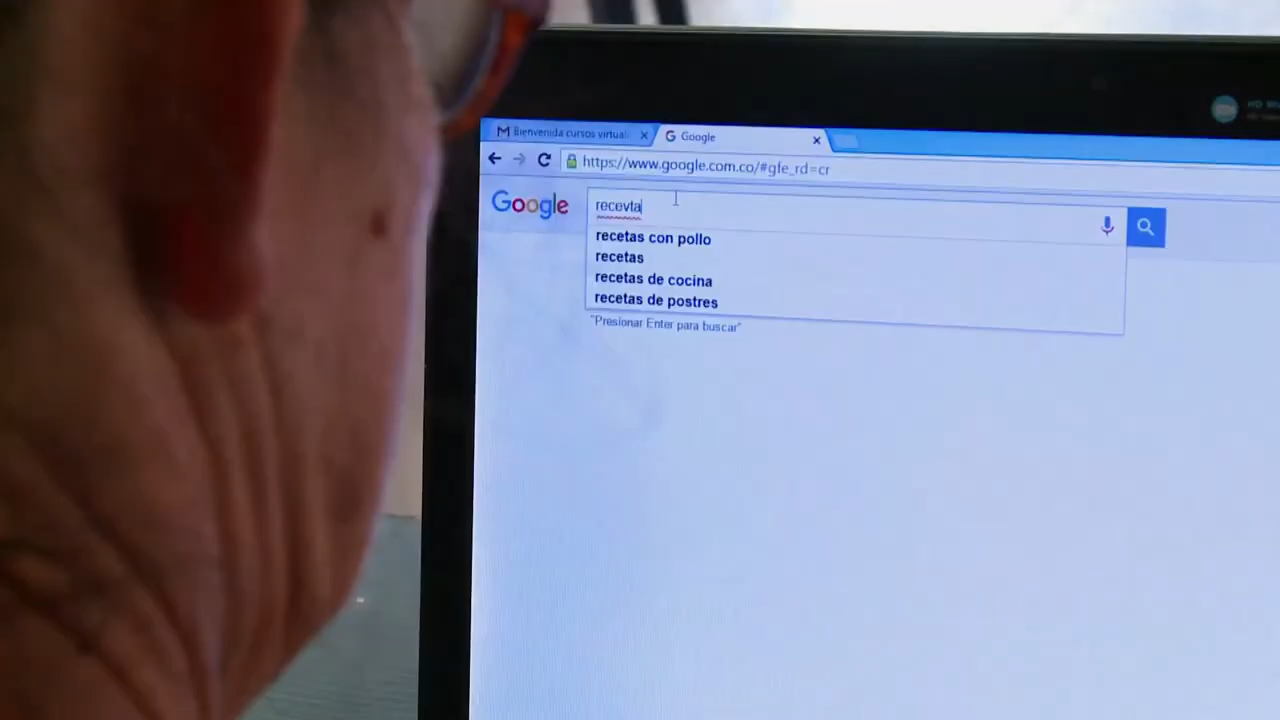 Bienvenida cursos virtual
Google
https://www.google.com.co/#gfe_rd=cr
Google
recevta
recetas con pollo
recetas
recetas de cocina
recetas de postres
"Presionar Enter para buscar"